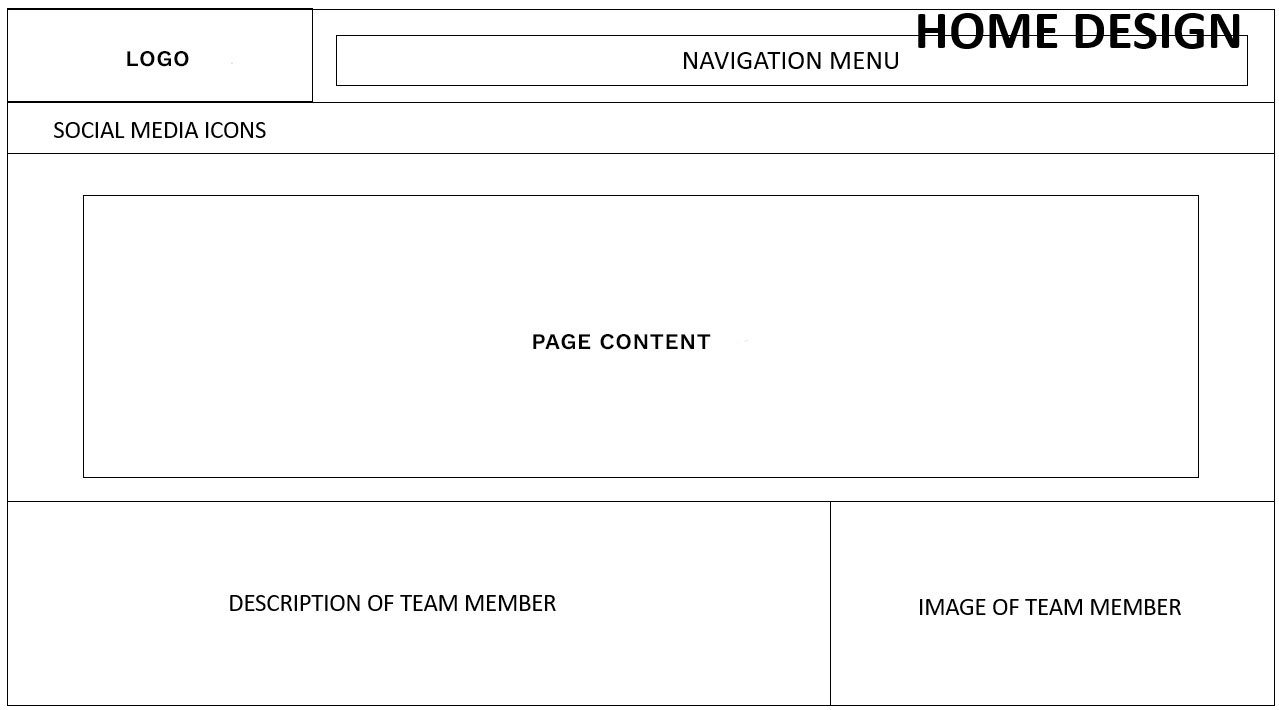 HOME DESIGN
LOGO
NAVIGATION MENU
SOCIAL MEDIA ICONS
PAGE CONTENT
DESCRIPTION OF TEAM MEMBER
IMAGE OF TEAM MEMBER